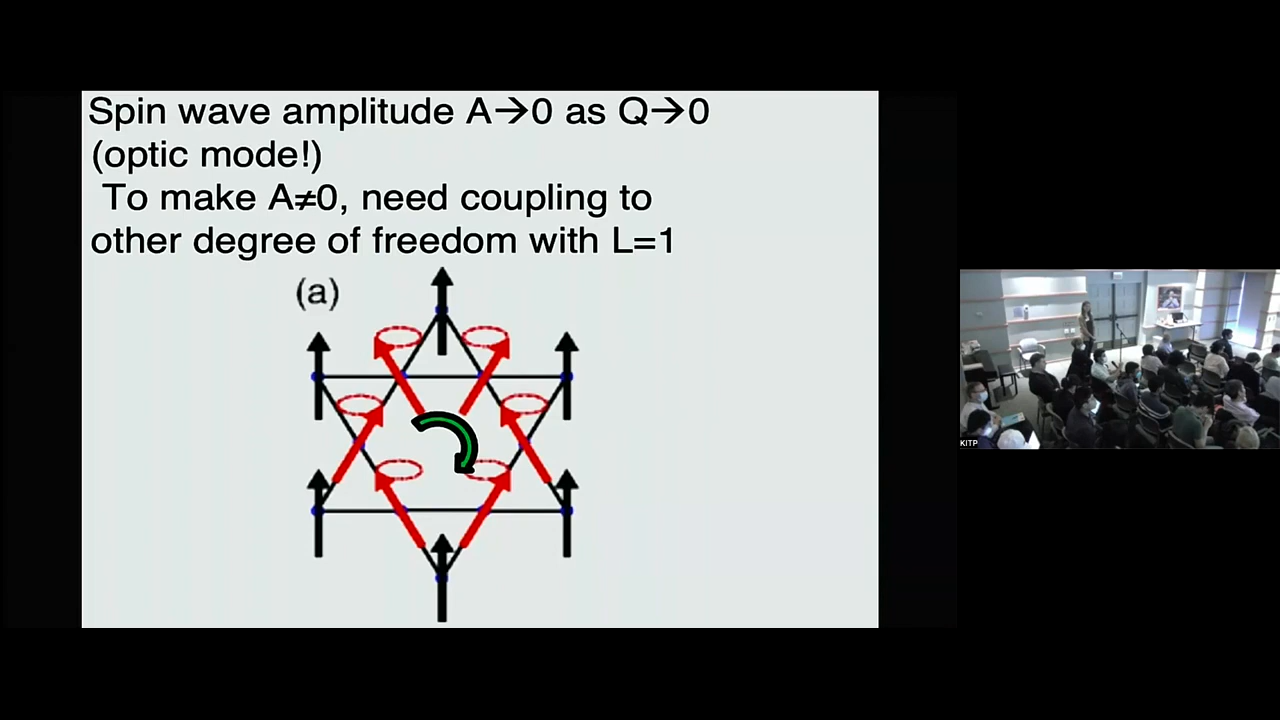 Spin wave amplitude A→0 as Q→0
(optic mode!)
To make A≠0, need coupling to
other degree of freedom with L=1
(a)
KITP